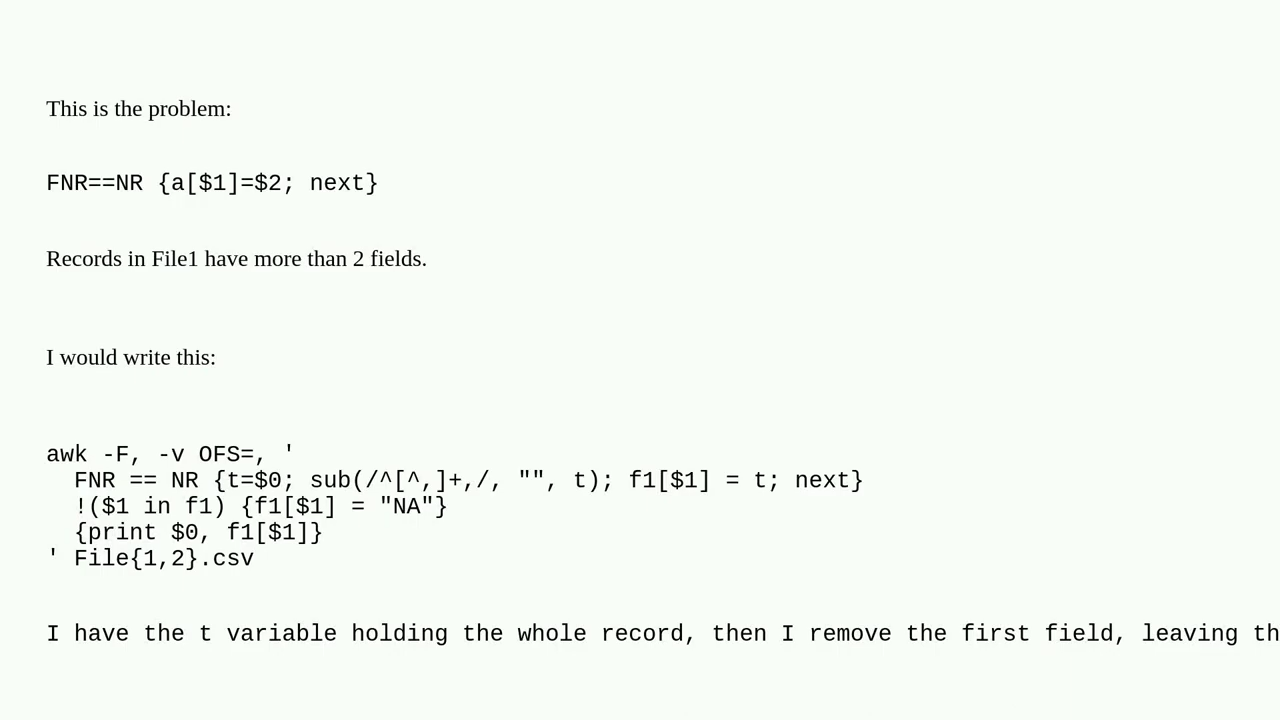 This is the problem:
FNR==NR {a[$1]=$2; next}
Records in File1 have more than 2 fields.
I would write this:
awk -F, -v OFS=, '
  FNR == NR {t=$0; sub(/^[^,]+,/, "", t); f1[$1] = t; next}
  !($1 in f1) {f1[$1] = "NA"}
  {print $0, f1[$1]}
' File{1,2}.csv
I have the t variable holding the whole record, then I remove the first field, leaving